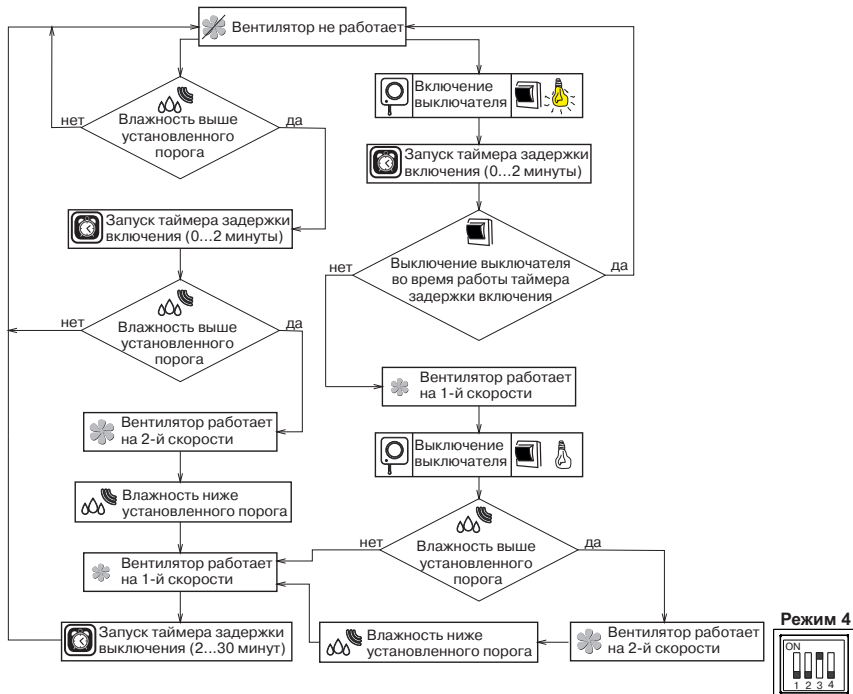 Вентилятор не работает
Включение
выключателя
нет
Влажность выше
установленного
порога
да
Запуск таймера задержки
включения (0...2 минуты)
Запуск таймера задержки
включения (0...2 минуты)
нет
Выключение выключателя
во время работы таймера
задержки включения
да
нет
Влажность выше
установленного
порога
да
Вентилятор работает
на 1-й скорости
Вентилятор работает
на 2-й скорости
Выключение
выключателя
Влажность ниже
установленного порога
нет
Влажность выше
установленного
порога
да
Вентилятор работает
на 1-й скорости
Запуск таймера задержки
выключения (2...30 минут)
Влажность ниже
установленного порога
Вентилятор работает
на 2-й скорости
Режим 4
ON
1 2 3 4